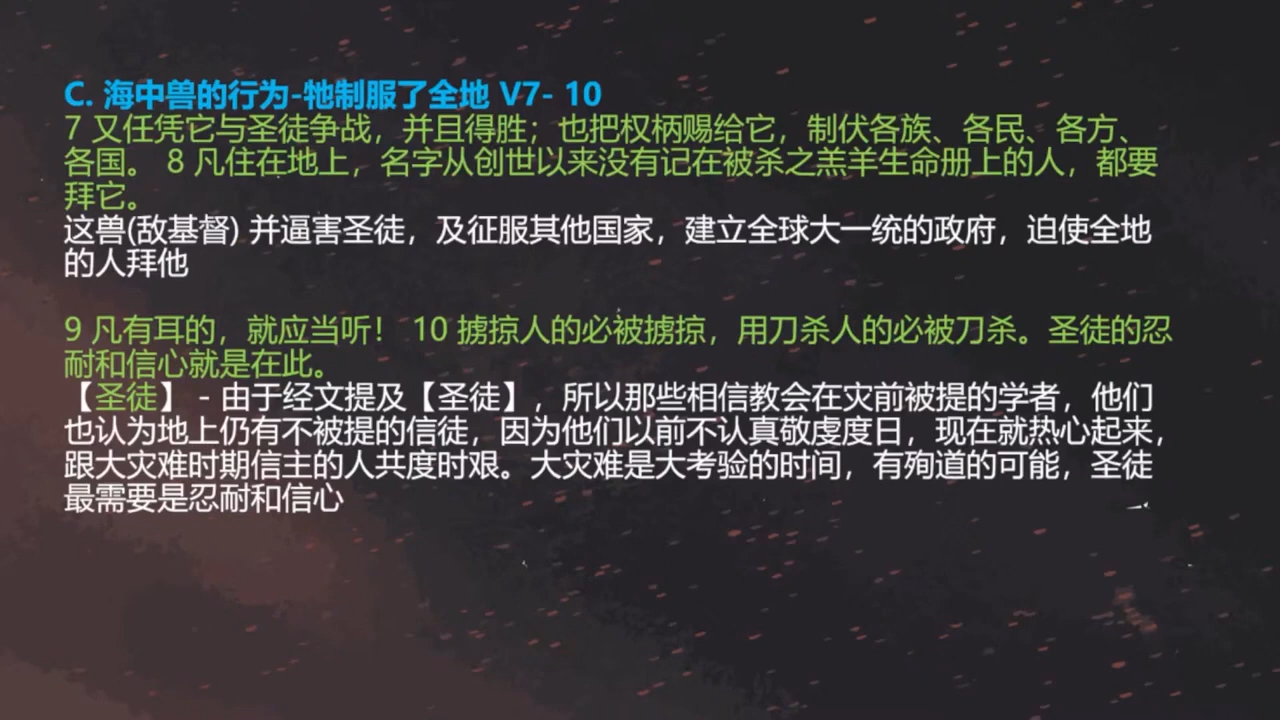 C. 海中兽的行为-牠制服了全地 V7- 10
7 又任凭它与圣徒争战，并且得胜；也把权柄赐给它，制伏各族、各民、各方、
各国。 8 凡住在地上，名字从创世以来没有记在被杀之羔羊生命册上的人，都要
拜它。
这兽(敌基督) 并逼害圣徒，及征服其他国家，建立全球大一统的政府，迫使全地
的人拜他
9 凡有耳的，就应当听！ 10 掳掠人的必被掳掠，用刀杀人的必被刀杀。圣徒的忍
耐和信心就是在此。
【圣徒】 - 由于经文提及【圣徒】，所以那些相信教会在灾前被提的学者，他们
也认为地上仍有不被提的信徒，因为他们以前不认真敬虔度日，现在就热心起来，
跟大灾难时期信主的人共度时艰。大灾难是大考验的时间，有殉道的可能，圣徒
最需要是忍耐和信心